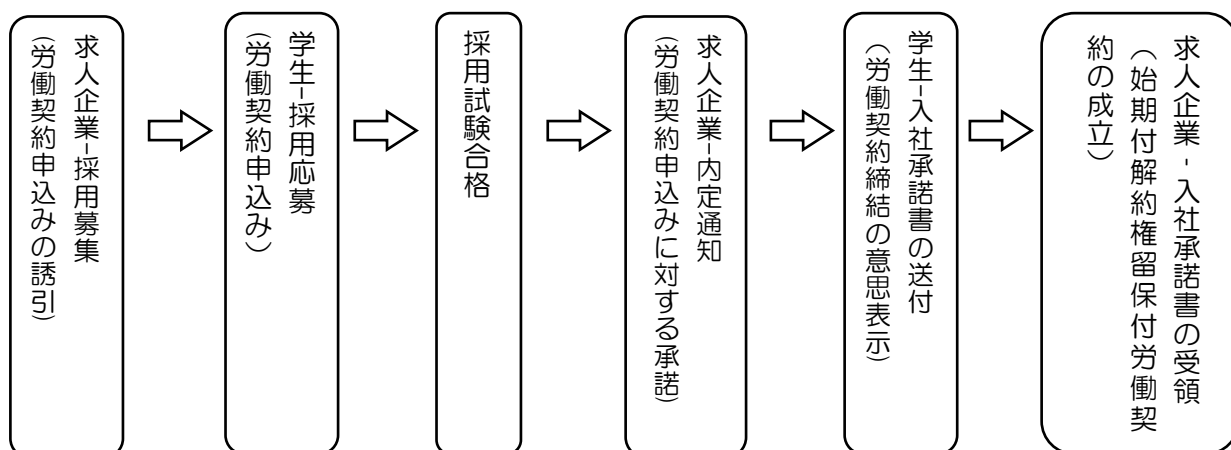 求人企業-採用募集
(労働契約申込みの誘引)
学生-採用応募
(労働契約申込み)
採用試験合格
求人企業-内定通知
(労働契約申込みに対する承諾)
学生-入社承諾書の送付
(労働契約締結の意思表示)
求人企業-入社承諾書の受領
(始期付解約権留保付労働契
約の成立)